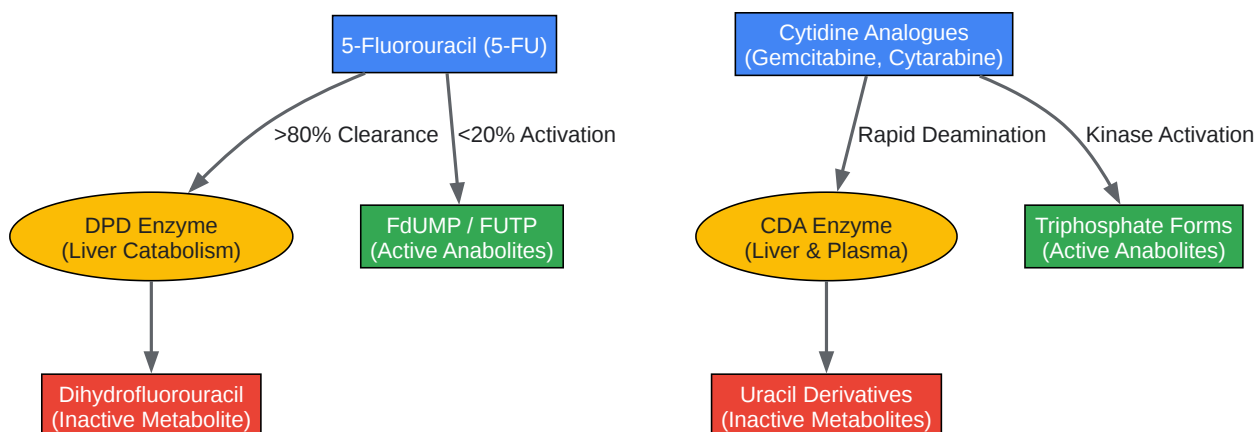 5-Fluorouracil (5-FU)
>80% Clearance
<20% Activation
DPD Enzyme
(Liver Catabolism)
FdUMP / FUTP
(Active Anabolites)
Dihydrofluorouracil
(Inactive Metabolite)
Cytidine Analogues
(Gemcitabine, Cytarabine)
Rapid Deamination
Kinase Activation
CDA Enzyme
(Liver & Plasma)
Triphosphate Forms
(Active Anabolites)
Uracil Derivatives
(Inactive Metabolites)